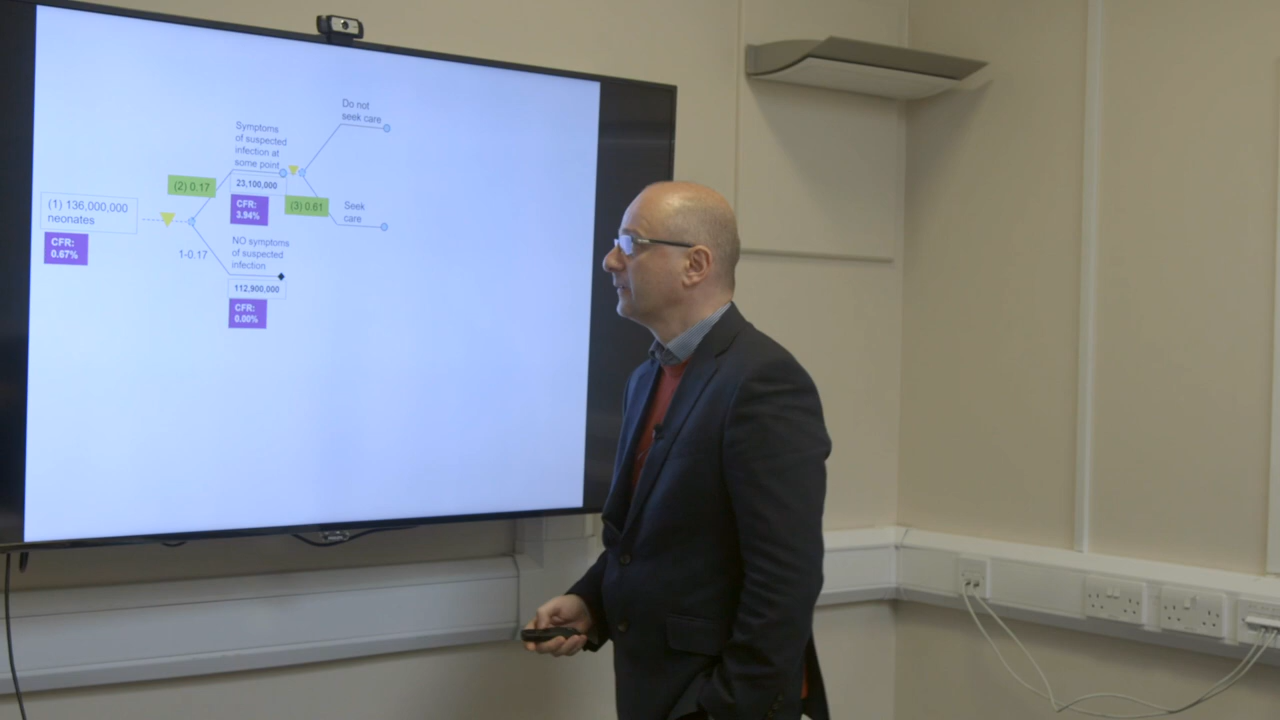 Do not
seek care
Symptoms
of suspected
infection at
some point
(2) 0.17
23,100,000
(1) 136,000,000
neonates
CFR:
3.94%
(3) 0.61
Seek
care
CFR:
0.67%
1-0.17
NO symptoms
of suspected
infection
112,900,000
CFR:
0.00%